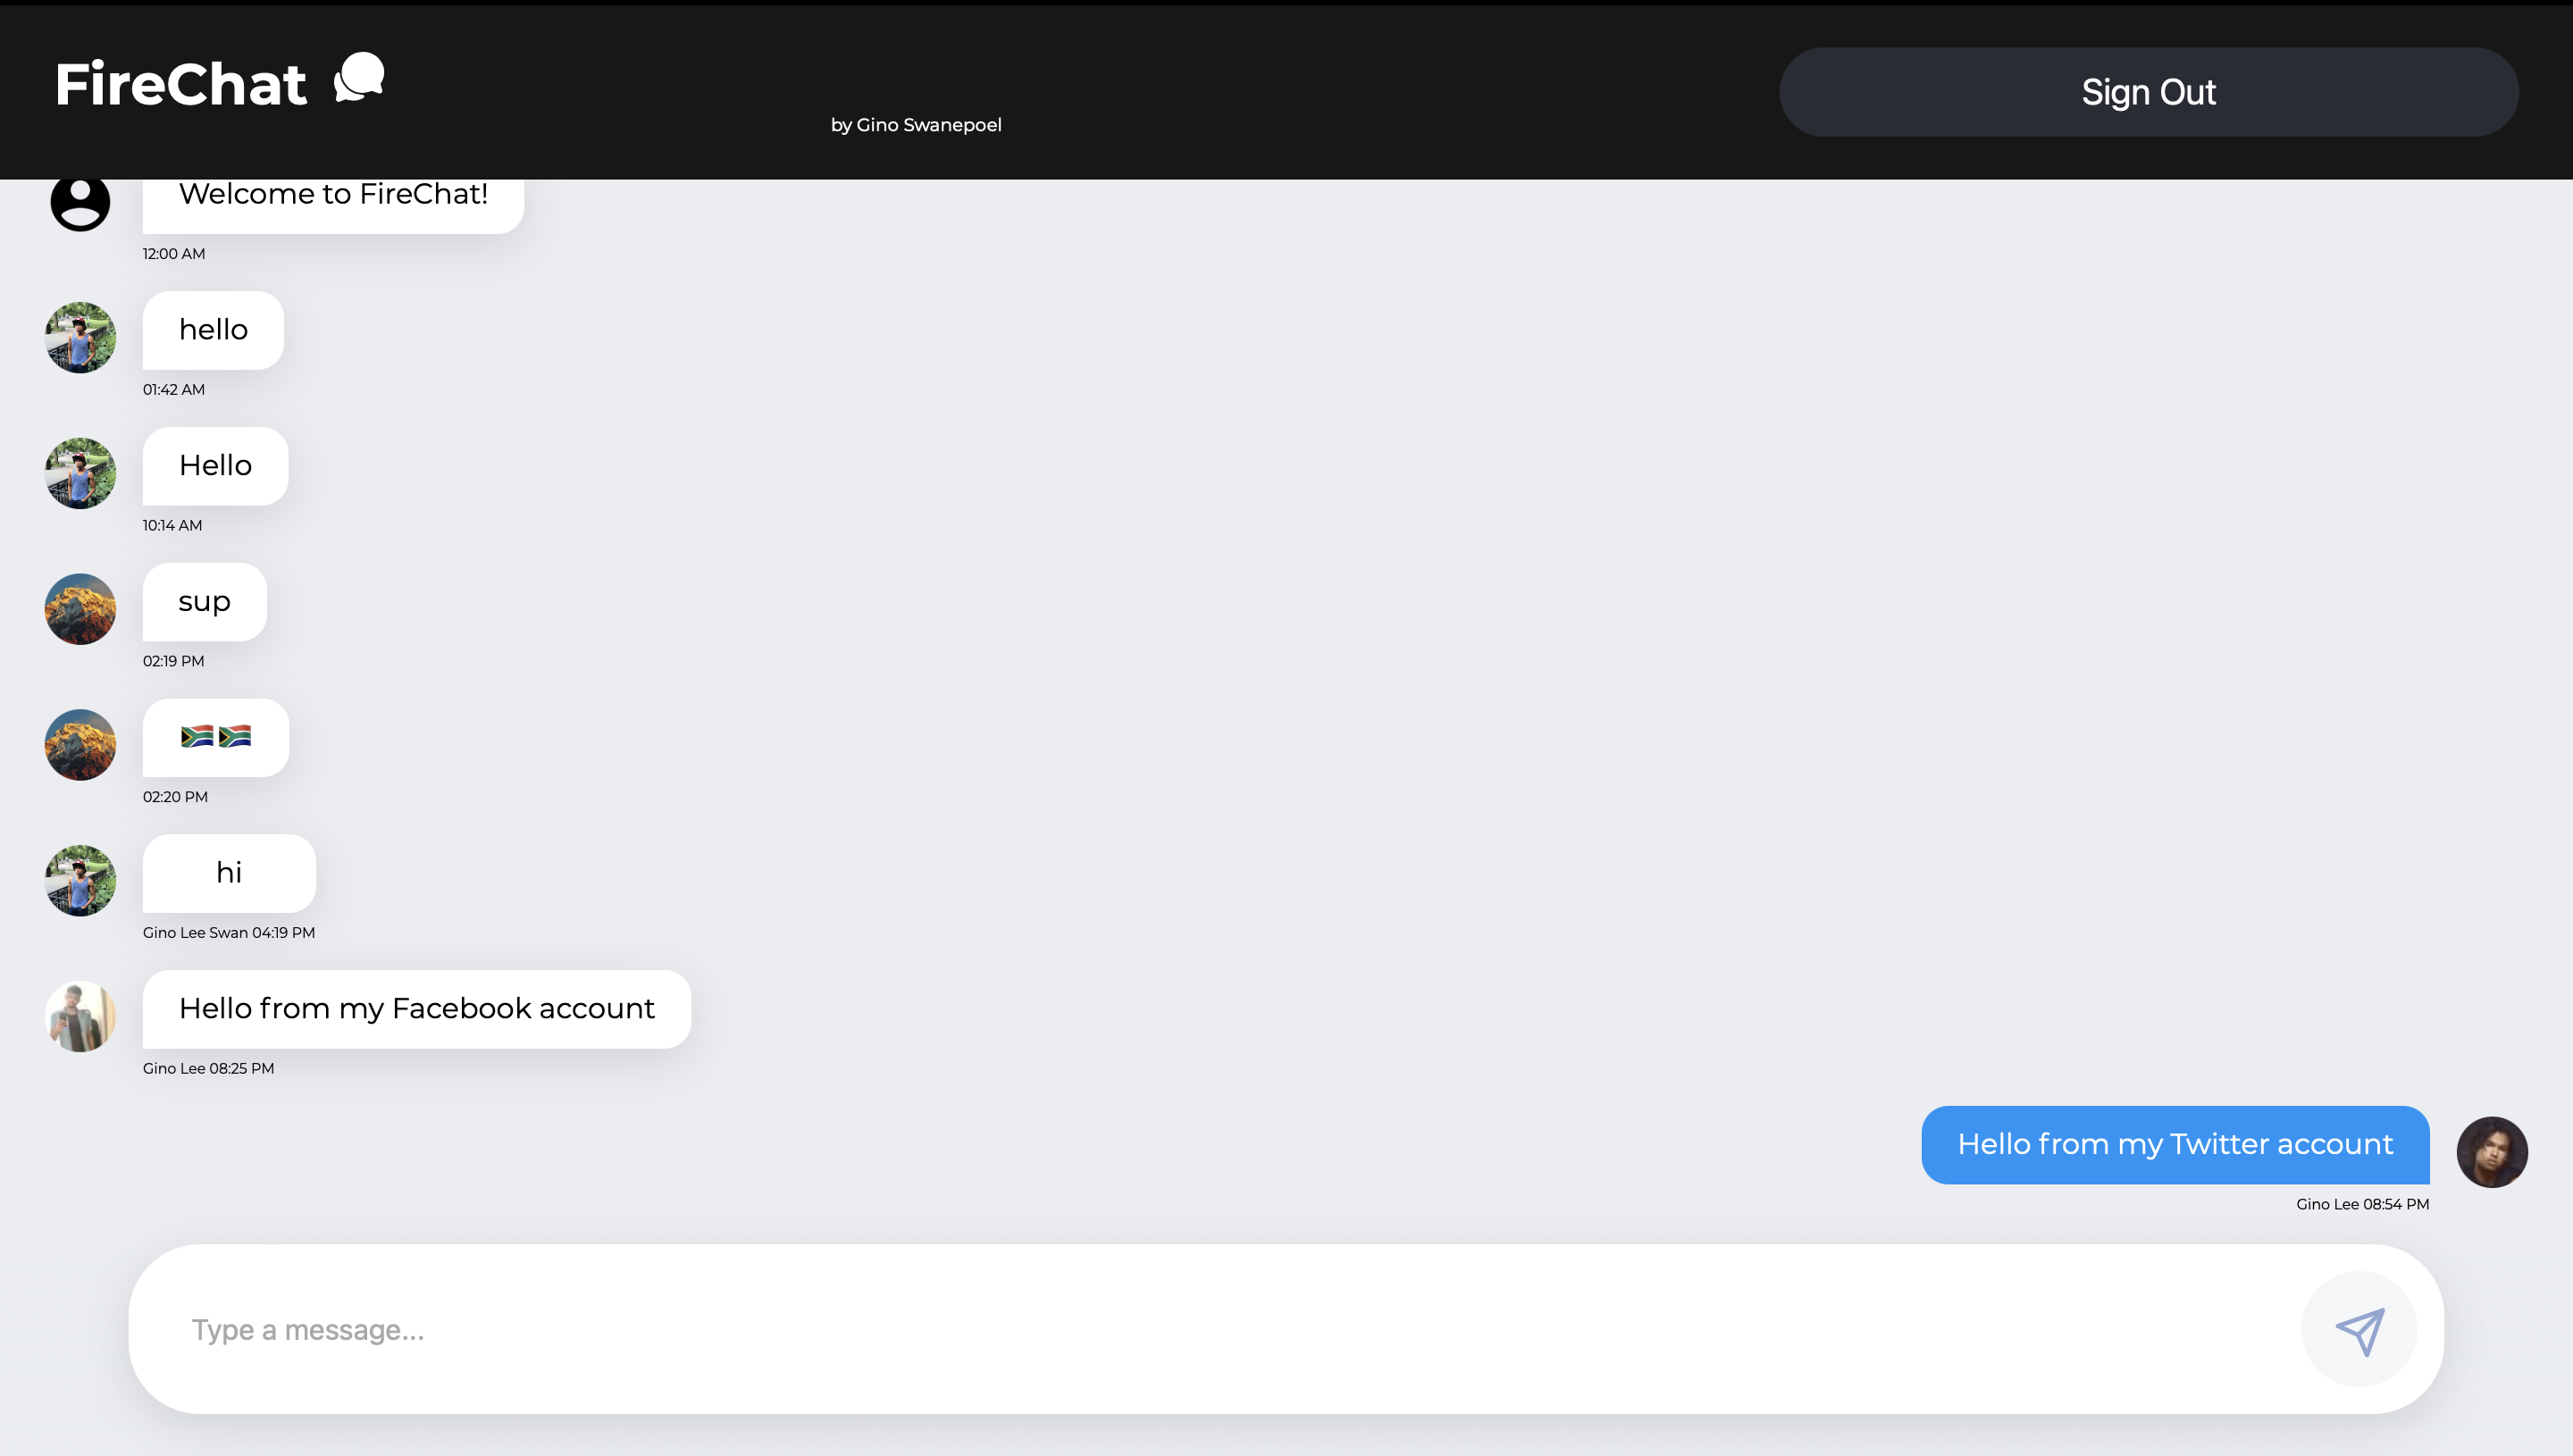 FireChat
by Gino Swanepoel
Sign Out
Welcome to FireChat!
12:00 AM
hello
01:42 AM
Hello
10:14 AM
sup
02:19 PM
🇿🇦🇿🇦
02:20 PM
hi
Gino Lee Swan 04:19 PM
Hello from my Facebook account
Gino Lee 08:25 PM
Hello from my Twitter account
Gino Lee 08:54 PM
Type a message...